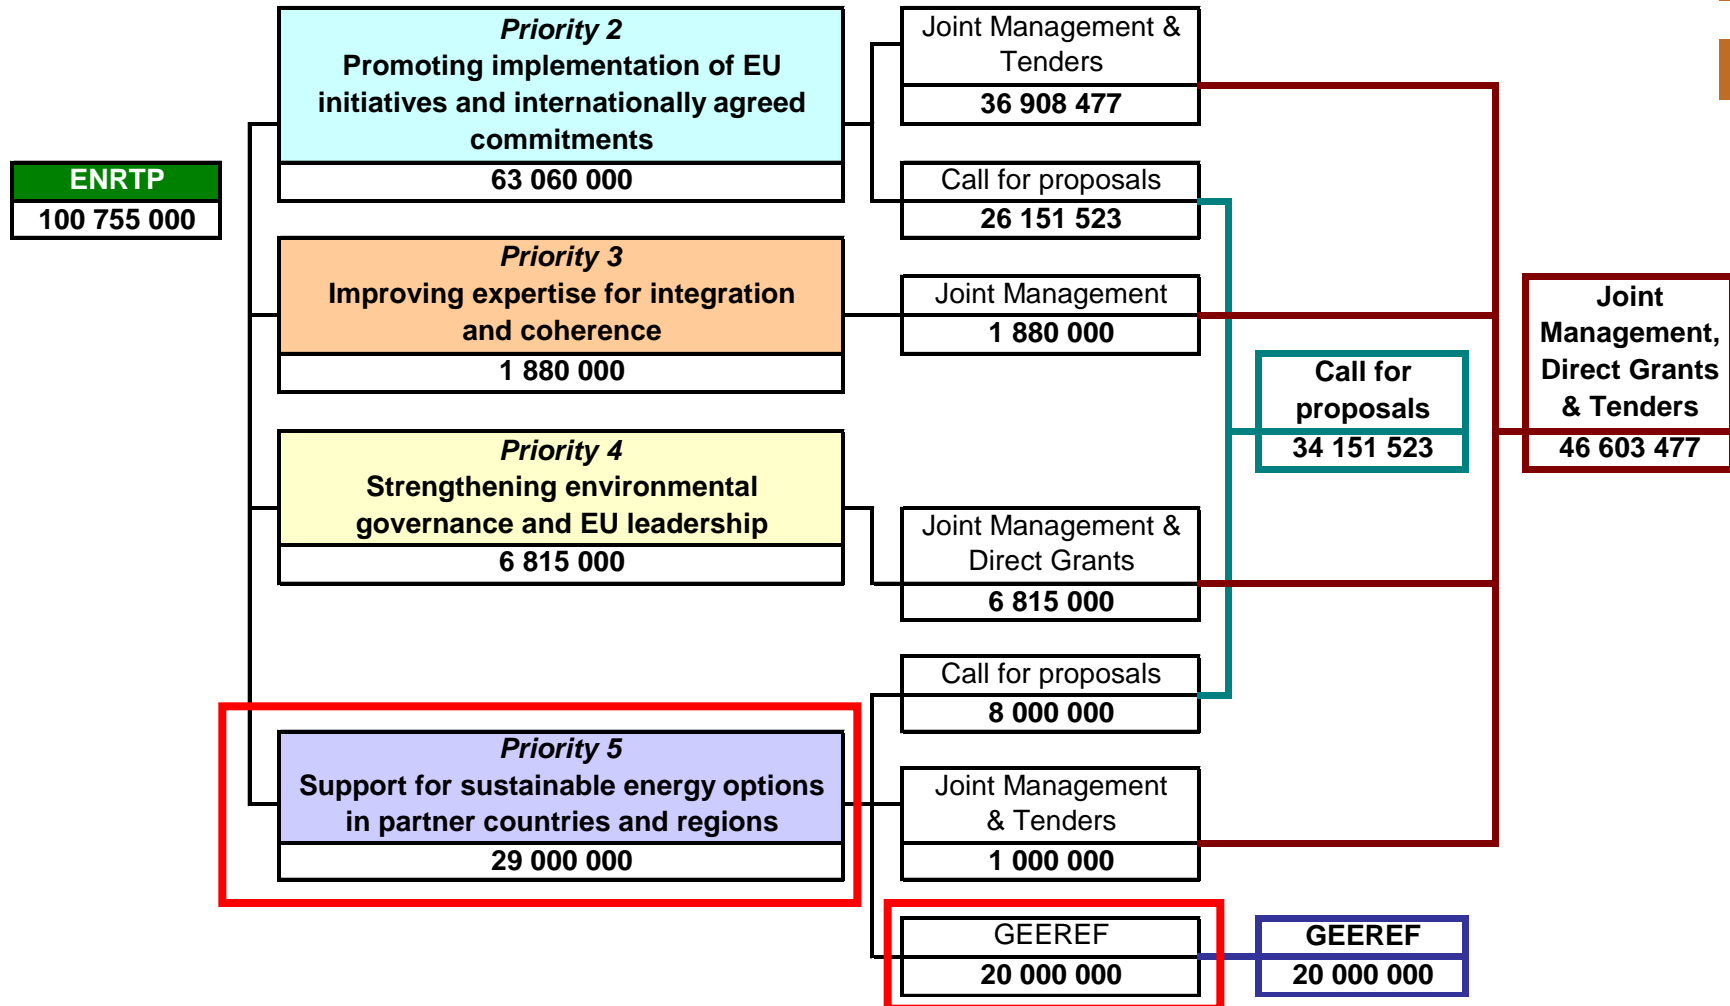 ENRTP
100 755 000
Priority 2
Promoting implementation of EU
initiatives and internationally agreed
commitments
63 060 000
Priority 3
Improving expertise for integration
and coherence
1 880 000
Priority 4
Strengthening environmental
governance and EU leadership
6 815 000
Priority 5
Support for sustainable energy options
in partner countries and regions
29 000 000
Joint Management &
Tenders
36 908 477
Call for proposals
26 151 523
Joint Management
1 880 000
Joint Management &
Direct Grants
6 815 000
Call for proposals
8 000 000
Joint Management
& Tenders
1 000 000
GEEREF
20 000 000
Call for
proposals
34 151 523
GEEREF
20 000 000
Joint
Management,
Direct Grants
& Tenders
46 603 477